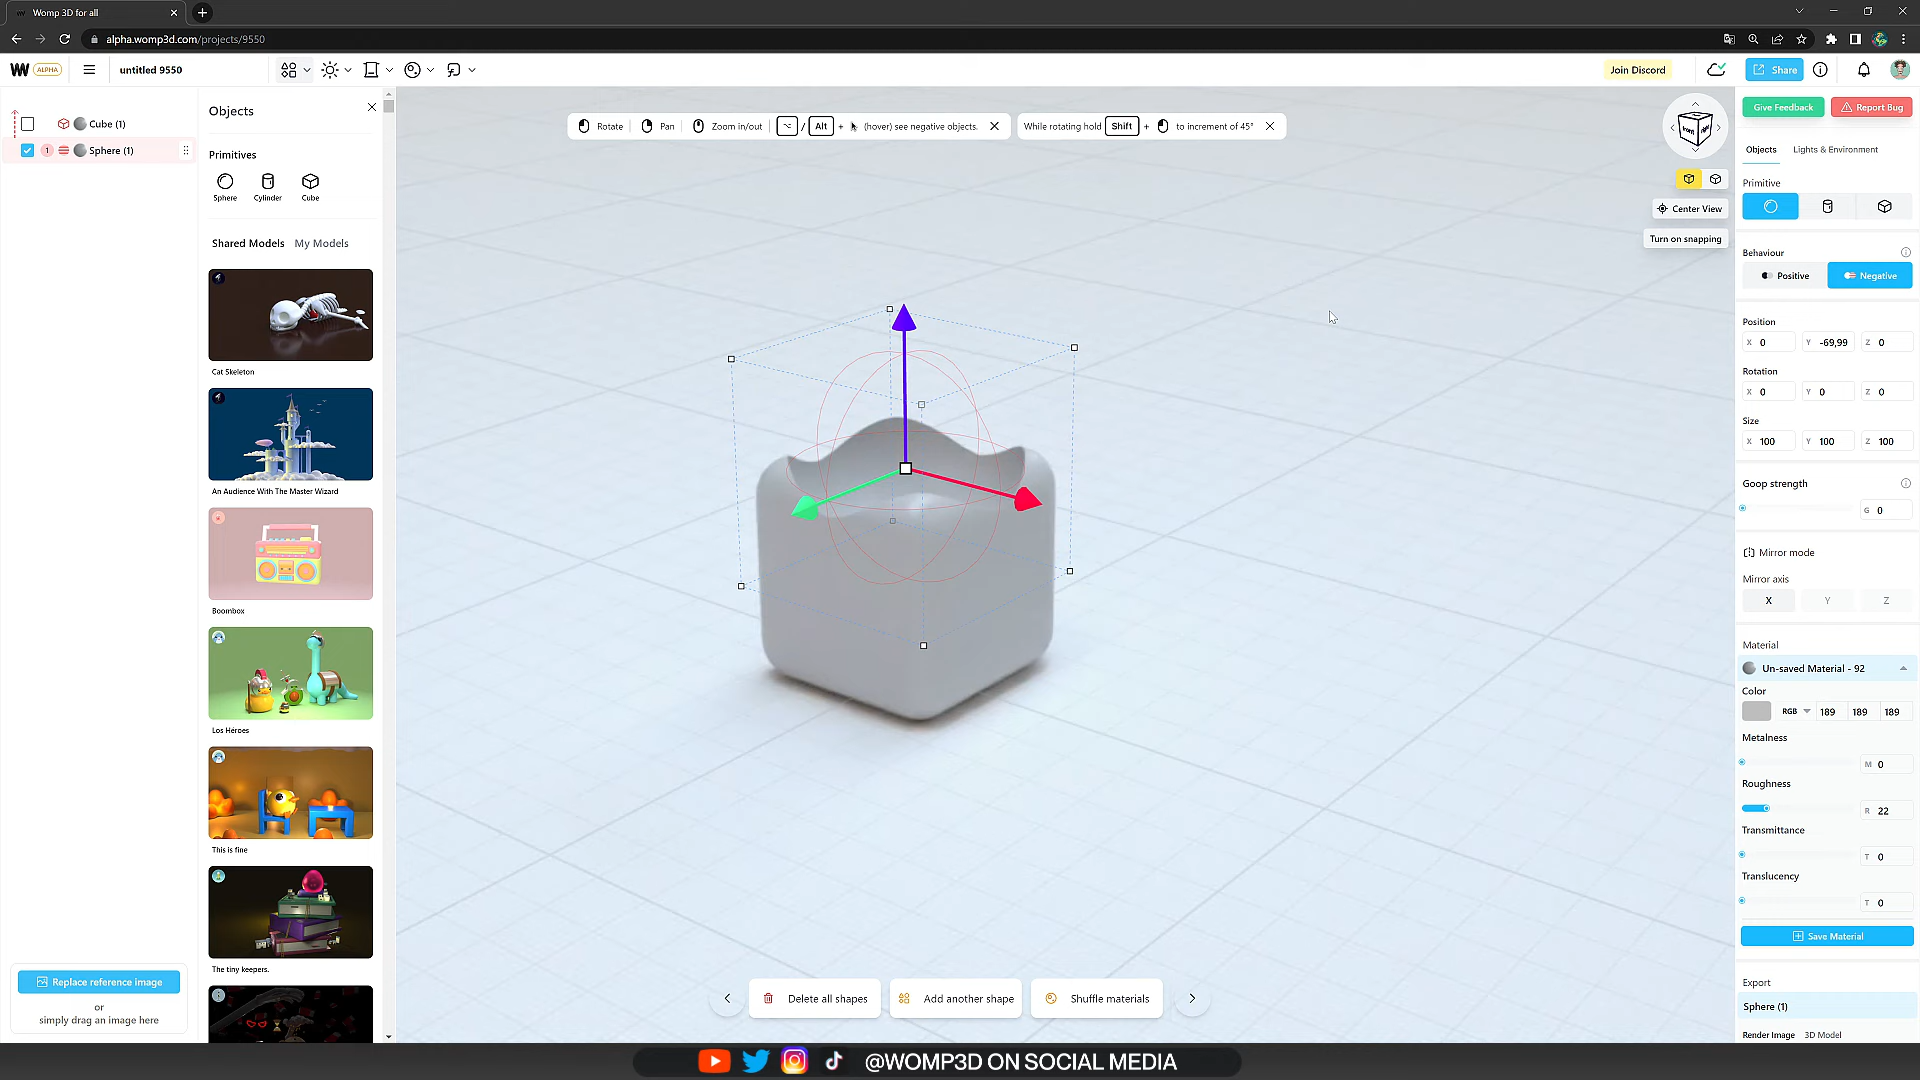 Womp 3D for all
alpha.womp3d.com/projects/9550
ALPHA
untitled 9550
Join Discord
Share
Cube (1)
1
Sphere (1)
Objects
Primitives
Sphere
Cylinder
Cube
Shared Models
My Models
Cat Skeleton
An Audience With The Master Wizard
Boombox
Los Héroes
This is fine
The tiny keepers.
Replace reference image
or
simply drag an image here
Rotate
Pan
Zoom in/out
/ Alt + (hover) see negative objects.
While rotating hold Shift + to increment of 45°
Front
Right
Center View
Turn on snapping
Delete all shapes
Add another shape
Shuffle materials
Give Feedback
Report Bug
Objects
Lights & Environment
Primitive
Behaviour
Positive
Negative
Position
X 0 Y -69,99 Z 0
Rotation
X 0 Y 0 Z 0
Size
X 100 Y 100 Z 100
Goop strength
G 0
Mirror mode
Mirror axis
X Y Z
Material
Un-saved Material - 92
Color
RGB 189 189 189
Metalness
M 0
Roughness
R 22
Transmittance
T 0
Translucency
T 0
Save Material
Export
Sphere (1)
Render Image 3D Model
@WOMP3D ON SOCIAL MEDIA